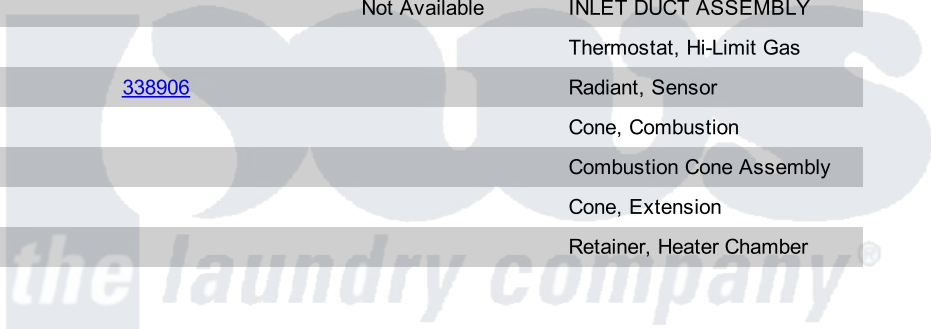 Not Available INLET DUCT ASSEMBLY
Thermostat, Hi-Limit Gas
338906 Radiant, Sensor
Cone, Combustion
Combustion Cone Assembly
Cone, Extension
Retainer, Heater Chamber
the laundry company®